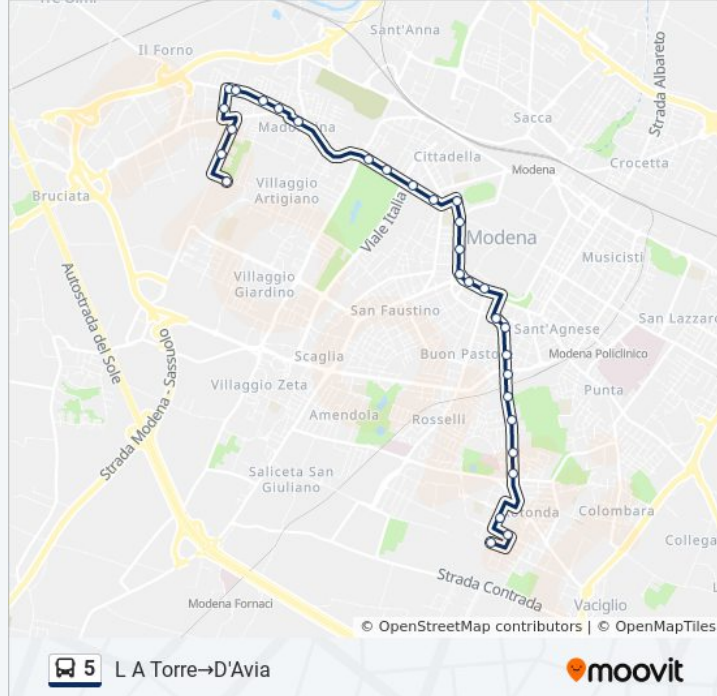 Il Forno
Sant'Anna
Strada Albareto
Sacca
Cittadella
Crocetta
Modena
Bruciata
Villaggio
Artigiano
Viale Italia
Modena
Musicisti
Autostrada del Sole
Villaggio
Giardino
San Faustino
San Lazzaro
Sant'Agnese
Scaglia
Buon Pasto
Modena Policlinico
Villaggio Zeta
Punta
Strada Modena - Sassuolo
Amendola
Rosselli
Saliceta San
Giuliano
Colombara
Collega
Strada Contrada
Modena Fornaci
Vaciglio
© OpenStreetMap contributors | © OpenMapTiles
5 L A Torre→D'Avia
moovit